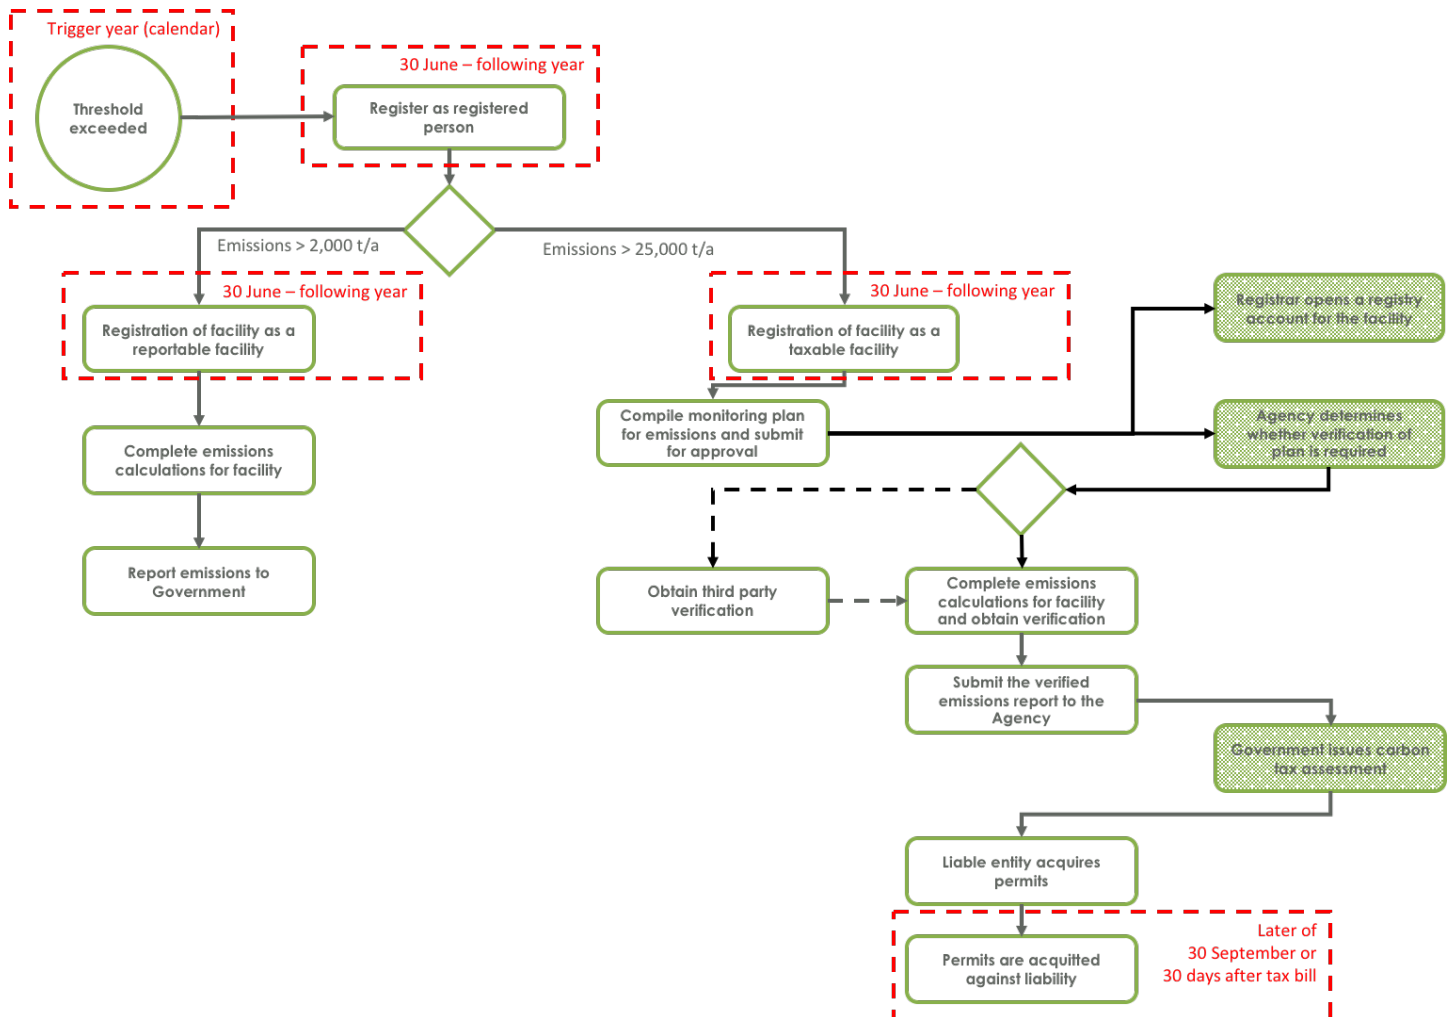 Trigger year (calendar)
Threshold
exceeded
30 June – following year
Register as registered
person
Emissions > 2,000 t/a
Emissions > 25,000 t/a
30 June – following year
Registration of facility as a
reportable facility
30 June – following year
Registration of facility as a
taxable facility
Registrar opens a registry
account for the facility
Complete emissions
calculations for facility
Compile monitoring plan
for emissions and submit
for approval
Agency determines
whether verification of
plan is required
Report emissions to
Government
Obtain third party
verification
Complete emissions
calculations for facility
and obtain verification
Submit the verified
emissions report to the
Agency
Government issues carbon
tax assessment
Liable entity acquires
permits
Permits are acquitted
against liability
Later of
30 September or
30 days after tax bill